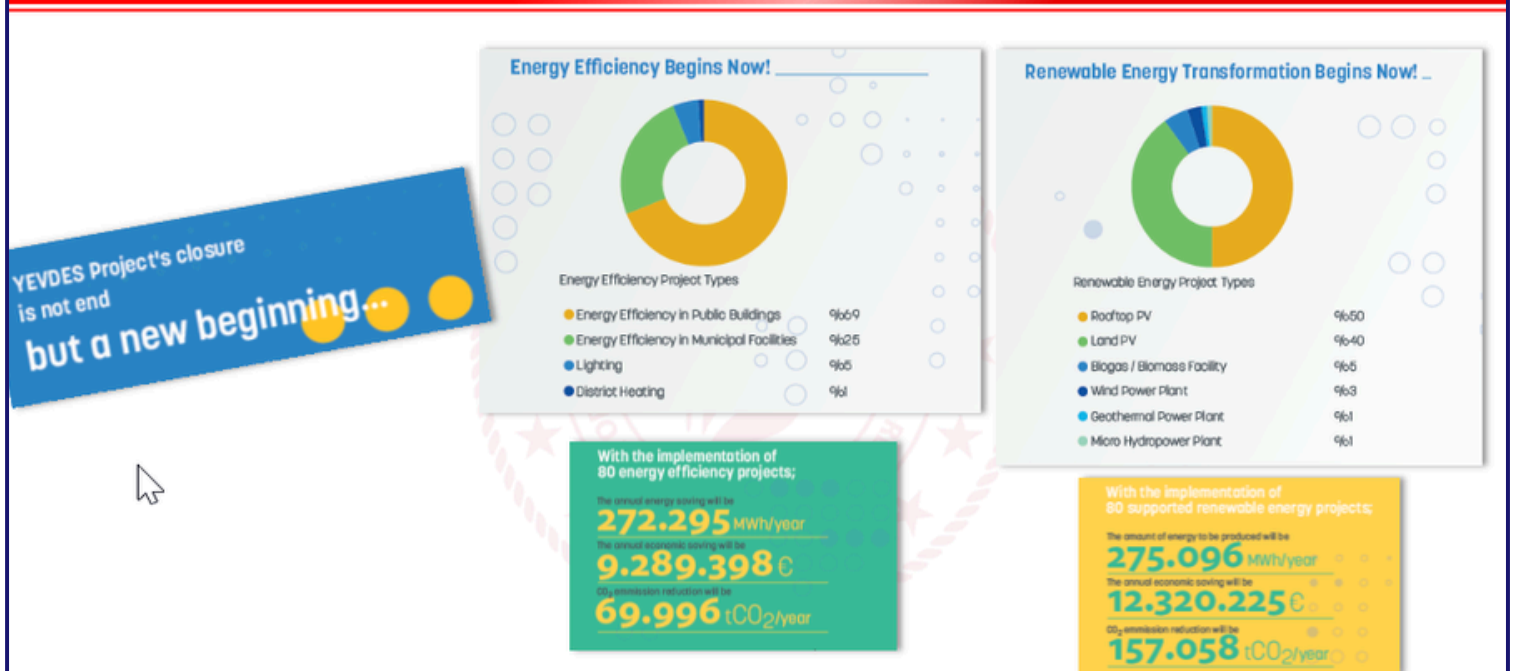 YEVDES Project's closure
is not end
but a new beginning...
Energy Efficiency Begins Now!
Energy Efficiency Project Types
Energy Efficiency in Public Buildings %69
Energy Efficiency in Municipal Facilities %25
Lighting %5
District Heating %1
With the implementation of
80 energy efficiency projects;
The annual energy saving will be
272.295 MWh/year
The annual economic saving will be
9.289.398 €
CO₂ emmission reduction will be
69.996 tCO₂/year
Renewable Energy Transformation Begins Now!
Renewable Energy Project Types
Rooftop PV %50
Land PV %40
Biogas / Biomass Facility %5
Wind Power Plant %3
Geothermal Power Plant %1
Micro Hydropower Plant %1
With the implementation of
80 supported renewable energy projects;
The amount of energy to be produced will be
275.096 MWh/year
The annual economic saving will be
12.320.225 €
CO₂ emmission reduction will be
157.058 tCO₂/year